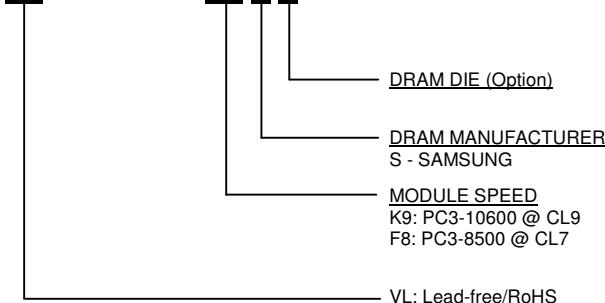 DRAM DIE (Option)
DRAM MANUFACTURER
S - SAMSUNG
MODULE SPEED
K9: PC3-10600 @ CL9
F8: PC3-8500 @ CL7
VL: Lead-free/RoHS